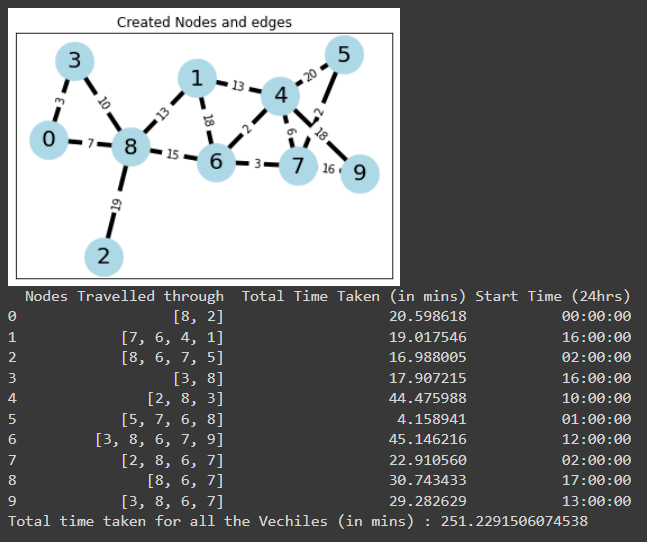 Created Nodes and edges
3
5
1
13
20
4
3
10
13
18
0
7
8
2
6
18
2
15
6
3
7
16
9
19
2
Nodes Travelled through Total Time Taken (in mins) Start Time (24hrs)
0 [8, 2] 20.598618 00:00:00
1 [7, 6, 4, 1] 19.017546 16:00:00
2 [8, 6, 7, 5] 16.988005 02:00:00
3 [3, 8] 17.907215 16:00:00
4 [2, 8, 3] 44.475988 10:00:00
5 [5, 7, 6, 8] 4.158941 01:00:00
6 [3, 8, 6, 7, 9] 45.146216 12:00:00
7 [2, 8, 6, 7] 22.910560 02:00:00
8 [8, 6, 7] 30.743433 17:00:00
9 [3, 8, 6, 7] 29.282629 13:00:00
Total time taken for all the Vechiles (in mins) : 251.2291506074538